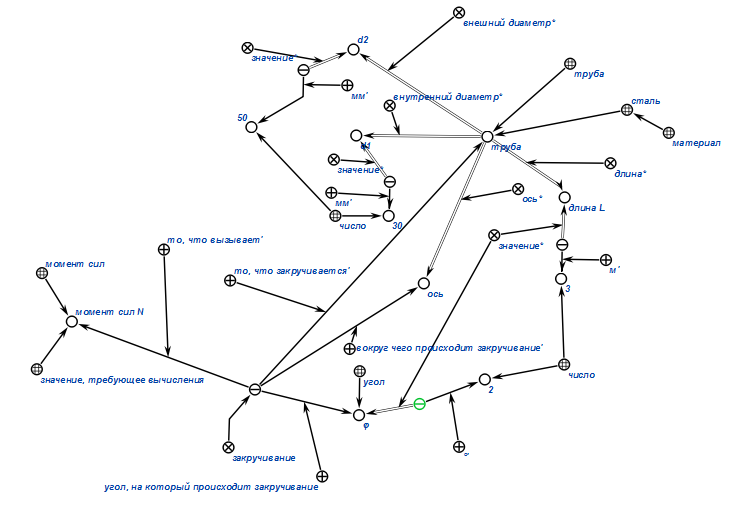 d2
внешний диаметр°
значение°
труба
мм'
внутренний диаметр°
сталь
50
материал
d1
труба
значение°
длина°
мм'
ось°
длина L
число
30
то, что вызывает'
значение°
момент сил
то, что закручивается'
м'
ось
3
момент сил N
вокруг чего происходит закручивание'
значение, требующее вычисления
угол
число
2
φ
закручивание
°'
угол, на который происходит закручивание